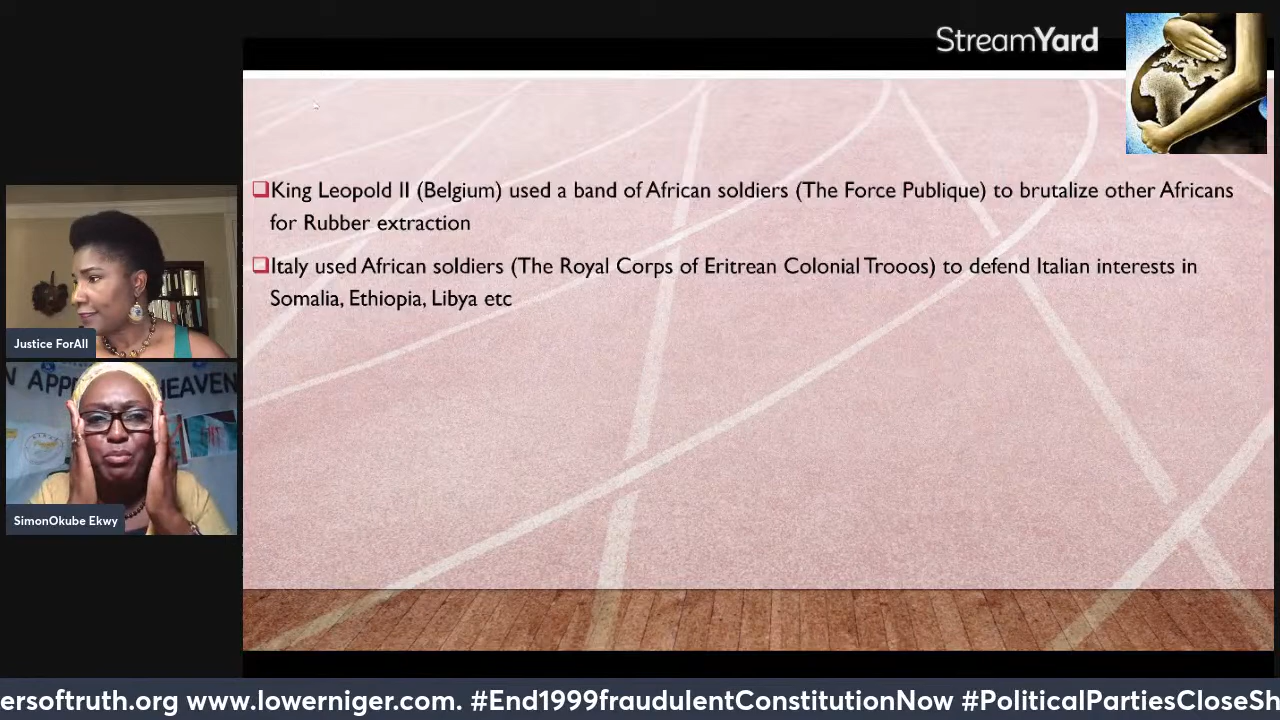 StreamYard
❑King Leopold II (Belgium) used a band of African soldiers (The Force Publique) to brutalize other Africans
for Rubber extraction
❑Italy used African soldiers (The Royal Corps of Eritrean Colonial Trooos) to defend Italian interests in
Somalia, Ethiopia, Libya etc
Justice ForAll
N APP HEAVEN
SimonOkube Ekwy
ersoftruth.org www.lowerniger.com. #End1999fraudulentConstitutionNow #PoliticalPartiesCloseSh